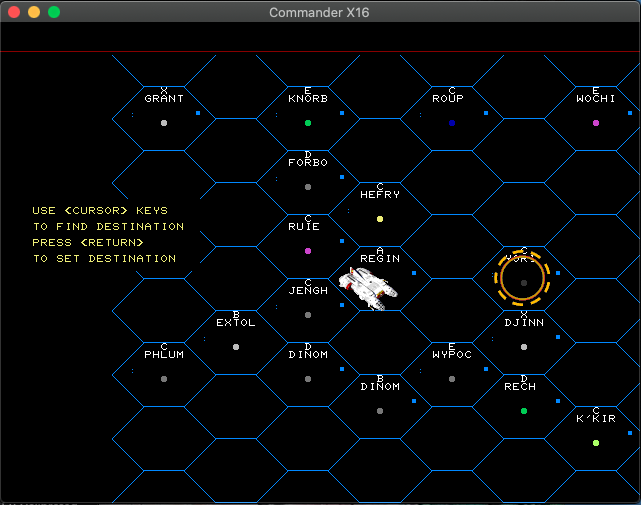 Commander X16
X E C E
GRANT KNORB ROUP WOCHI
D
FORBO
C
HEFRY
USE <CURSOR> KEYS
C
TO FIND DESTINATION RUIE
PRESS <RETURN>
A C
TO SET DESTINATION REGIN
C
JENGH
B X
EXTOL DJINN
C D E
PHLUM DINOM WYPOC
B D
DINOM RECH
C
K'KIR